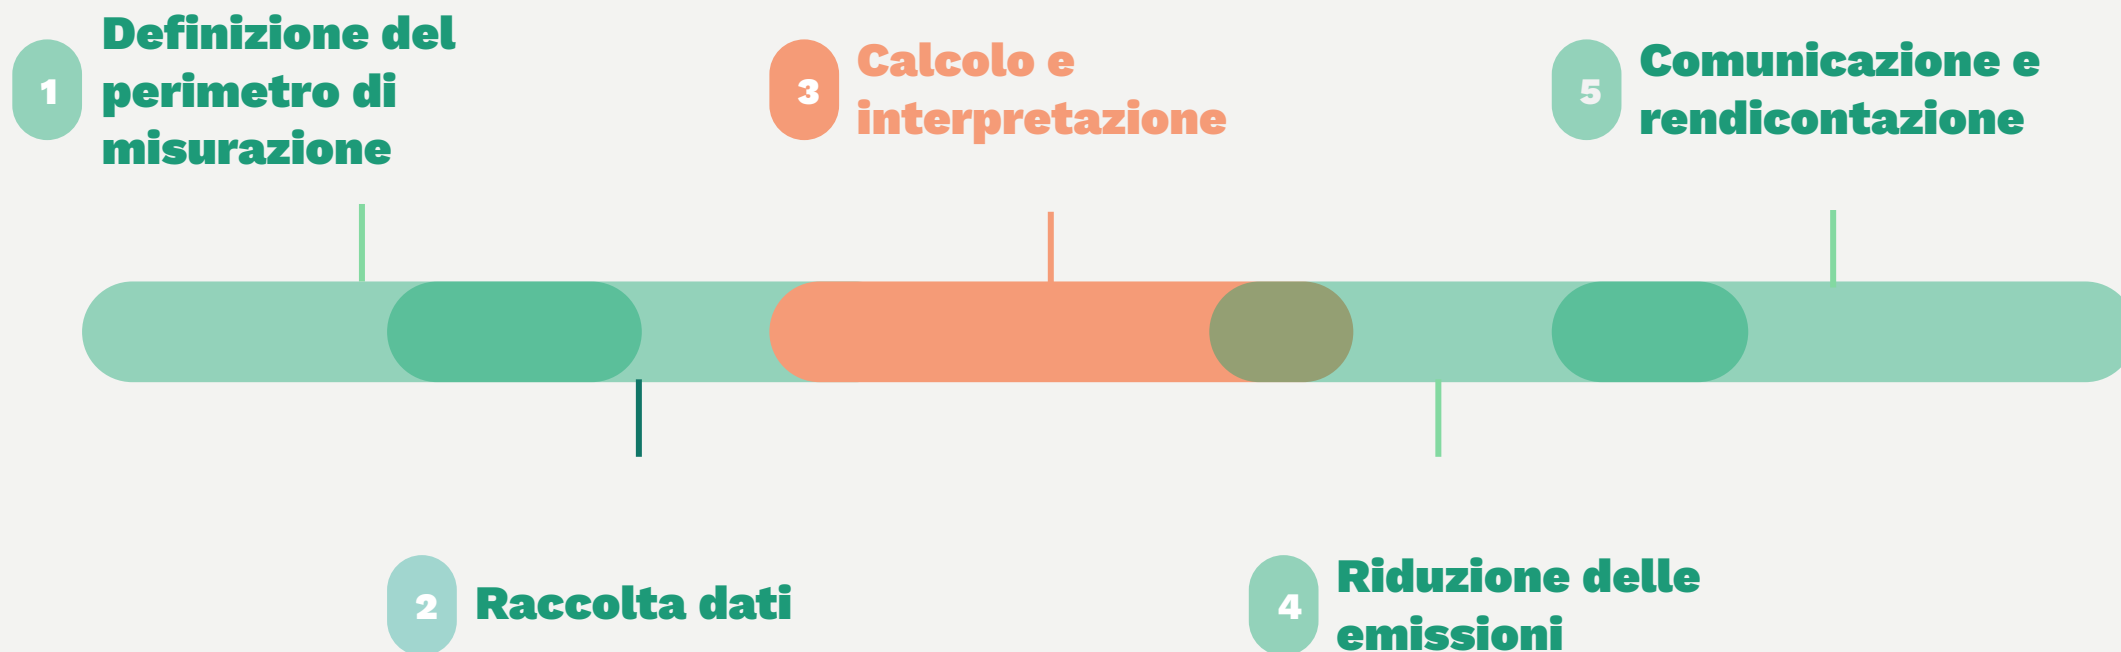 1
Definizione del
perimetro di
misurazione
3
Calcolo e
interpretazione
5
Comunicazione e
rendicontazione
2
Raccolta dati
4
Riduzione delle
emissioni